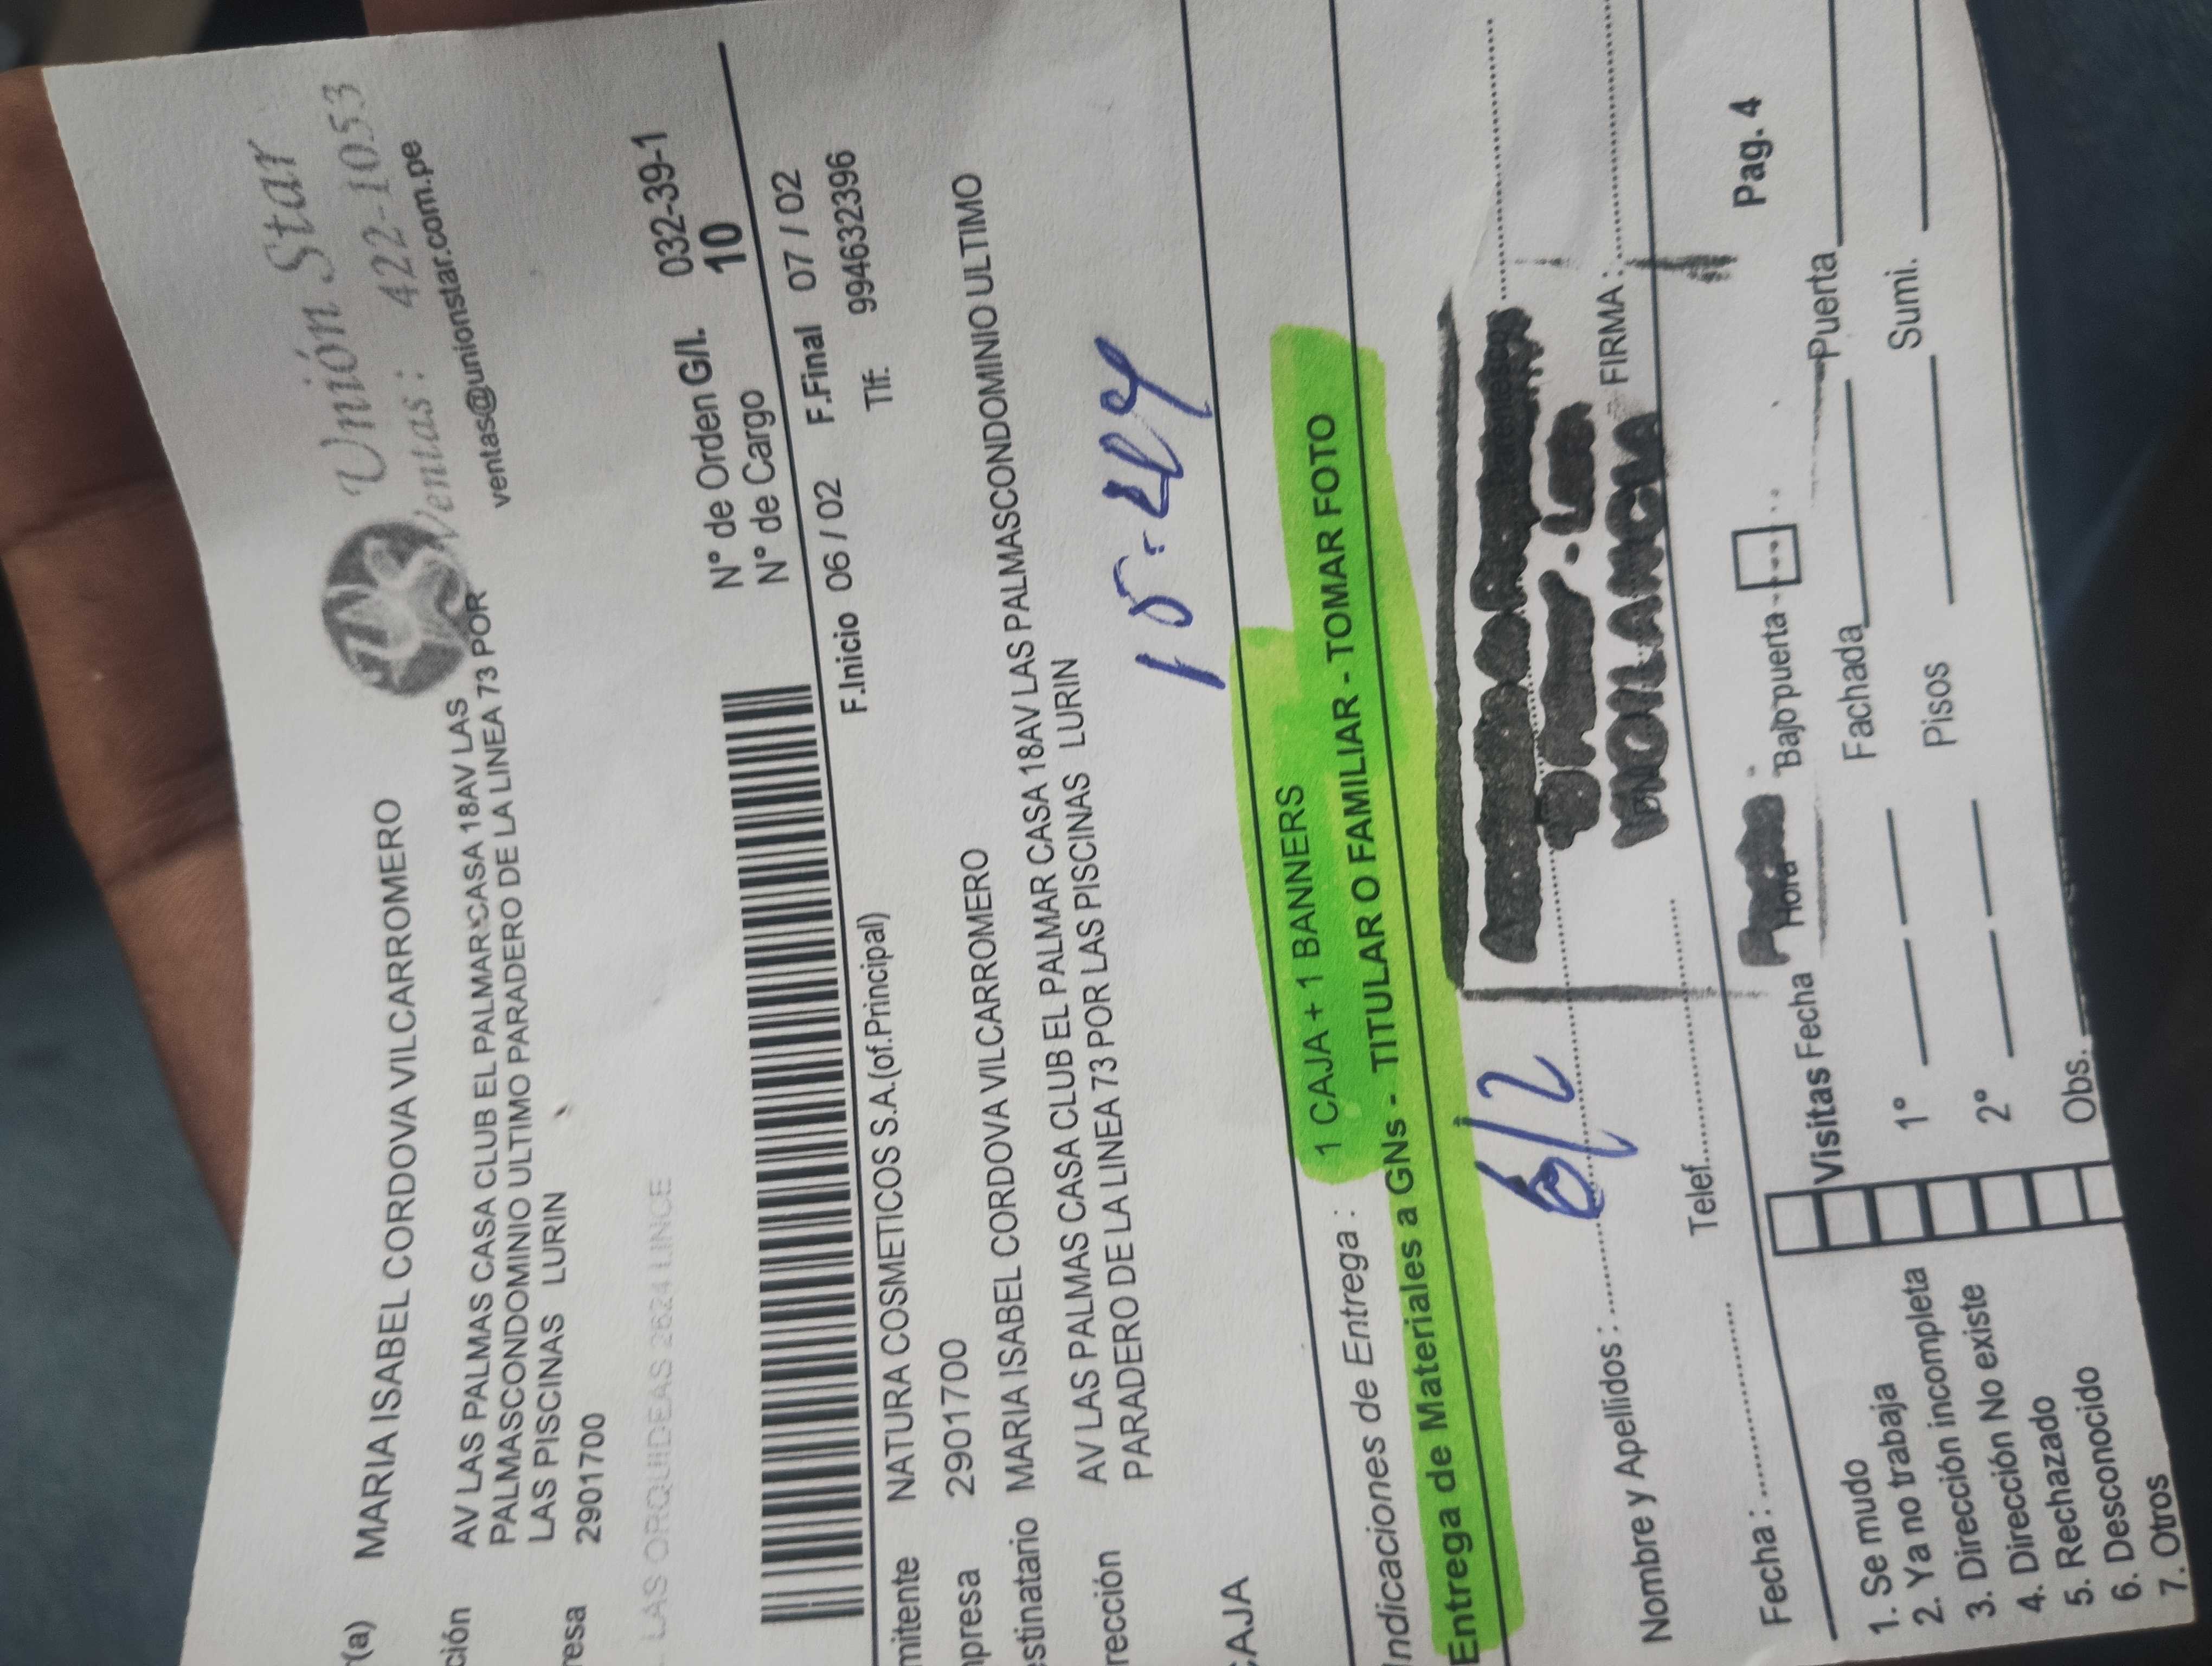 Unión Star
Ventas: 422-1053
ventas@unionstar.com.pe
r(a) MARIA ISABEL CORDOVA VILCARROMERO
ción AV LAS PALMAS CASA CLUB EL PALMAR CASA 18AV LAS
PALMASCONDOMINIO ULTIMO PARADERO DE LA LINEA 73 POR
LAS PISCINAS LURIN
resa 2901700
LAS ORQUIDEAS 2624 LINCE
N° de Orden G/L 032-39-1
N° de Cargo 10
F.Inicio 06 / 02 F.Final 07 / 02
mitente NATURA COSMETICOS S.A.(of.Principal) Tlf. 994632396
npresa 2901700
estinatario MARIA ISABEL CORDOVA VILCARROMERO
rección AV LAS PALMAS CASA CLUB EL PALMAR CASA 18AV LAS PALMASCONDOMINIO ULTIMO
PARADERO DE LA LINEA 73 POR LAS PISCINAS LURIN
CAJA
Indicaciones de Entrega : 1 CAJA + 1 BANNERS
Entrega de Materiales a GNs - TITULAR O FAMILIAR - TOMAR FOTO
6/2
VIGILANCIA
Nombre y Apellidos :
Telef. FIRMA :
Fecha : Hora Bajo puerta Pag. 4
1. Se mudo
2. Ya no trabaja
3. Dirección incompleta
4. Dirección No existe
5. Rechazado
6. Desconocido
7. Otros
Visitas Fecha
1°
2°
Obs.
Fachada Puerta
Pisos Sumi.